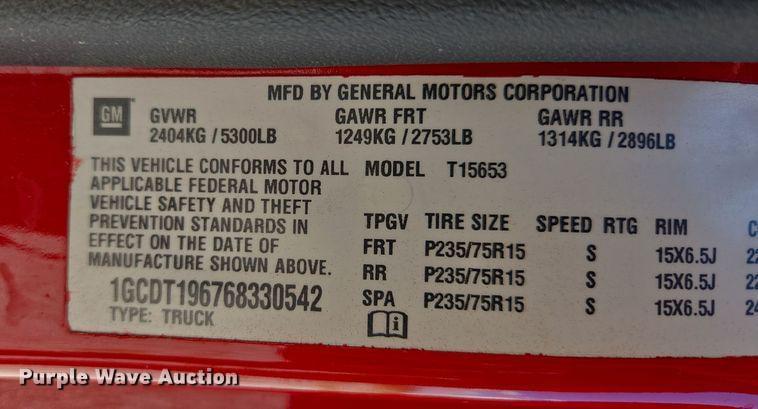 MFD BY GENERAL MOTORS CORPORATION
GM GVWR GAWR FRT GAWR RR
2404KG / 5300LB 1249KG / 2753LB 1314KG / 2896LB
THIS VEHICLE CONFORMS TO ALL
APPLICABLE FEDERAL MOTOR
VEHICLE SAFETY AND THEFT
PREVENTION STANDARDS IN
EFFECT ON THE DATE OF
MANUFACTURE SHOWN ABOVE.
1GCDT196768330542
TYPE: TRUCK
MODEL T15653
TPGV TIRE SIZE SPEED RTG RIM
FRT P235/75R15 S 15X6.5J
RR P235/75R15 S 15X6.5J
SPA P235/75R15 S 15X6.5J
Purple Wave Auction